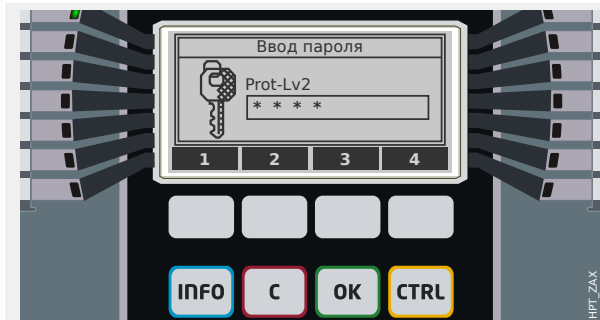 Ввод пароля
Prot-Lv2
* * * *
1 2 3 4
INFO C OK CTRL
HPT_ZAX